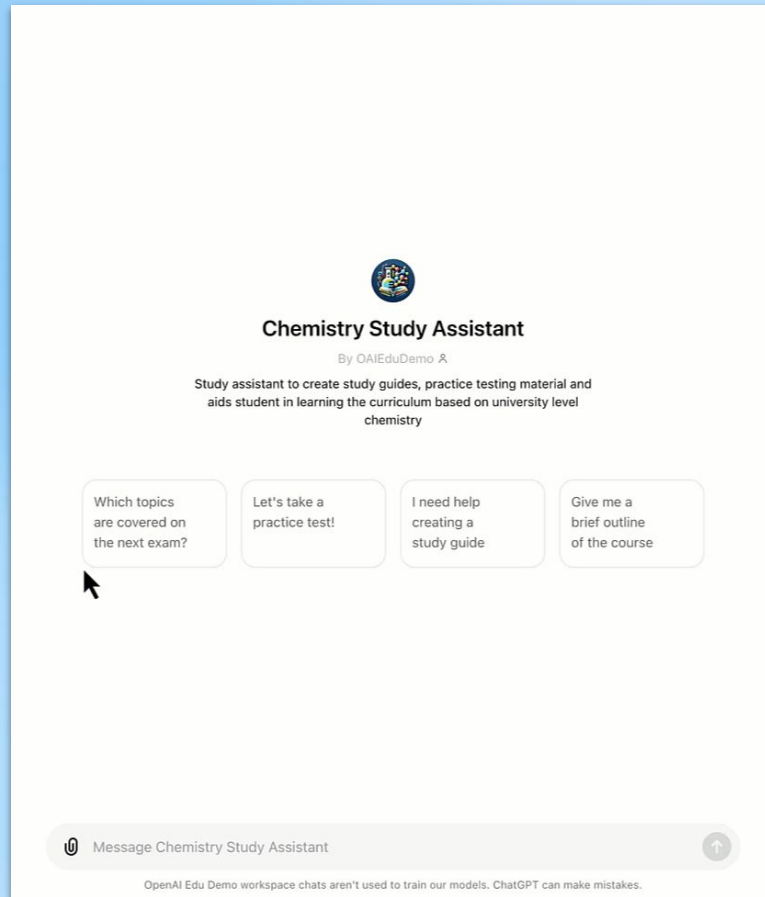 Chemistry Study Assistant
By OAIEduDemo
Study assistant to create study guides, practice testing material and
aids student in learning the curriculum based on university level
chemistry
Which topics
are covered on
the next exam?
Let's take a
practice test!
I need help
creating a
study guide
Give me a
brief outline
of the course
Message Chemistry Study Assistant
OpenAI Edu Demo workspace chats aren't used to train our models. ChatGPT can make mistakes.